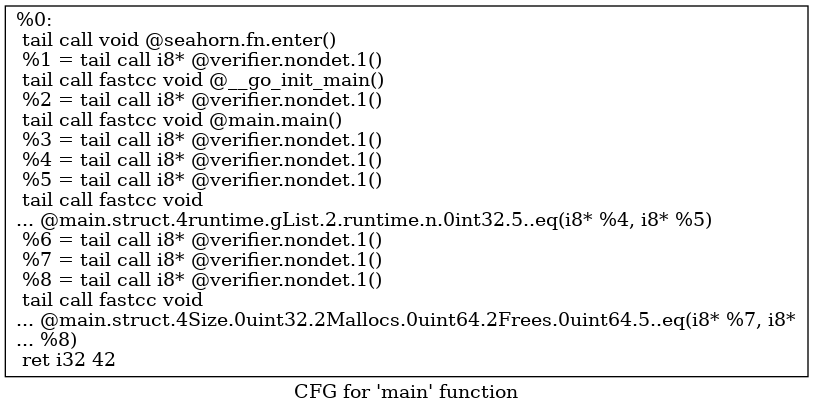 %0:
tail call void @seahorn.fn.enter()
%1 = tail call i8* @verifier.nondet.1()
tail call fastcc void @__go_init_main()
%2 = tail call i8* @verifier.nondet.1()
tail call fastcc void @main.main()
%3 = tail call i8* @verifier.nondet.1()
%4 = tail call i8* @verifier.nondet.1()
%5 = tail call i8* @verifier.nondet.1()
tail call fastcc void
... @main.struct.4runtime.gList.2.runtime.n.0int32.5..eq(i8* %4, i8* %5)
%6 = tail call i8* @verifier.nondet.1()
%7 = tail call i8* @verifier.nondet.1()
%8 = tail call i8* @verifier.nondet.1()
tail call fastcc void
... @main.struct.4Size.0uint32.2Mallocs.0uint64.2Frees.0uint64.5..eq(i8* %7, i8*
... %8)
ret i32 42
CFG for 'main' function